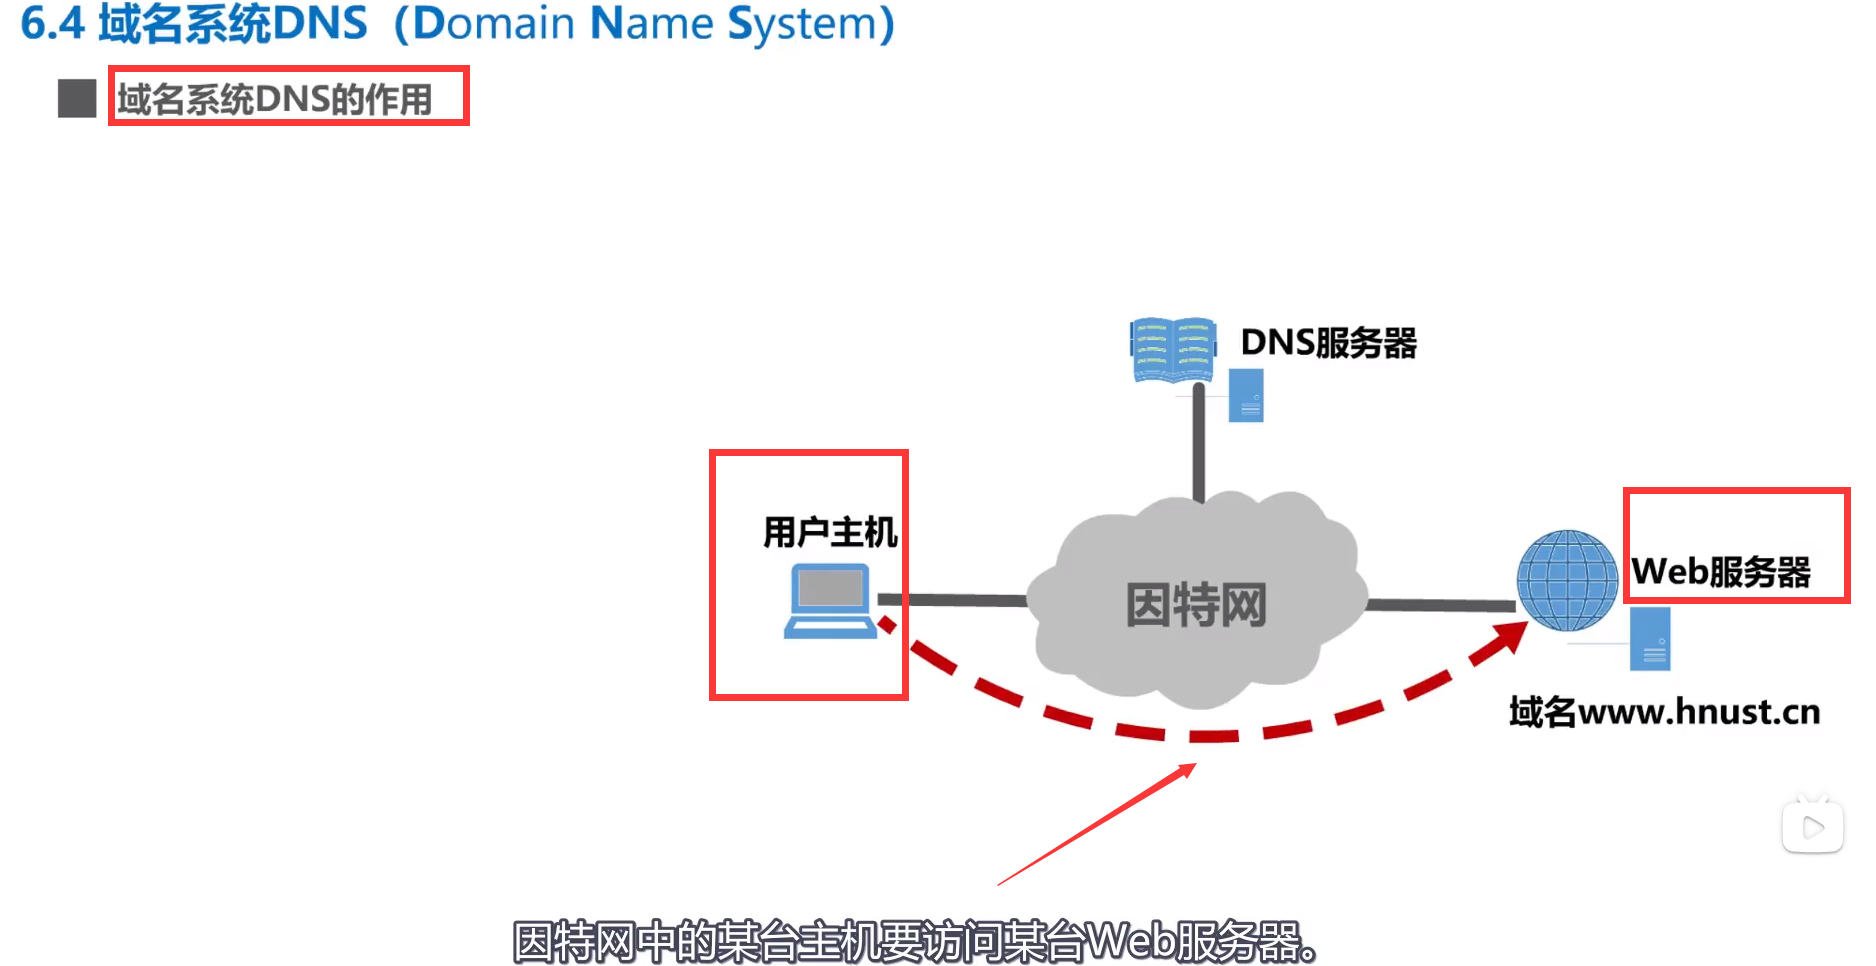 6.4 域名系统DNS（Domain Name System）
域名系统DNS的作用
DNS服务器
用户主机
因特网
Web服务器
域名www.hnust.cn
因特网中的某台主机要访问某台Web服务器。